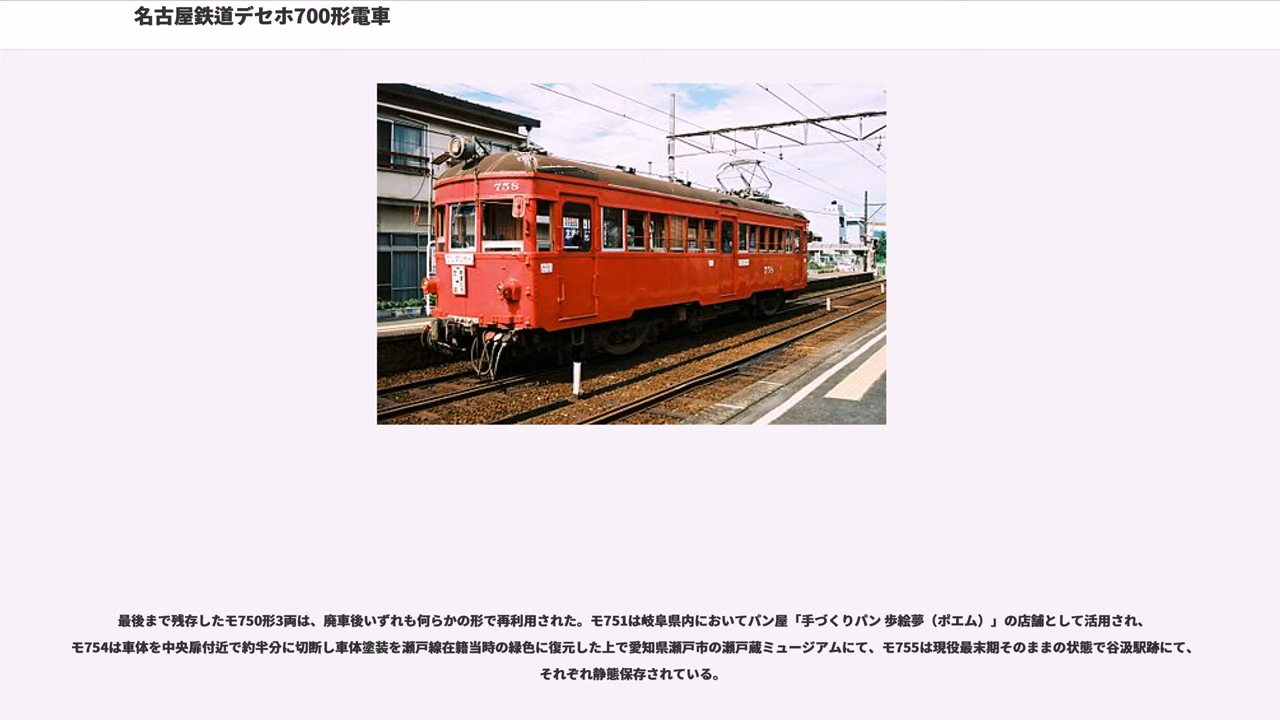 名古屋鉄道デセホ700形電車
758
758
最後まで残存したモ750形3両は、廃車後いずれも何らかの形で再利用された。モ751は岐阜県内においてパン屋「手づくりパン 歩絵夢（ポエム）」の店舗として活用され、
モ754は車体を中央扉付近で約半分に切断し車体塗装を瀬戸線在籍当時の緑色に復元した上で愛知県瀬戸市の瀬戸蔵ミュージアムにて、モ755は現役最末期そのままの状態で谷汲駅跡にて、
それぞれ静態保存されている。